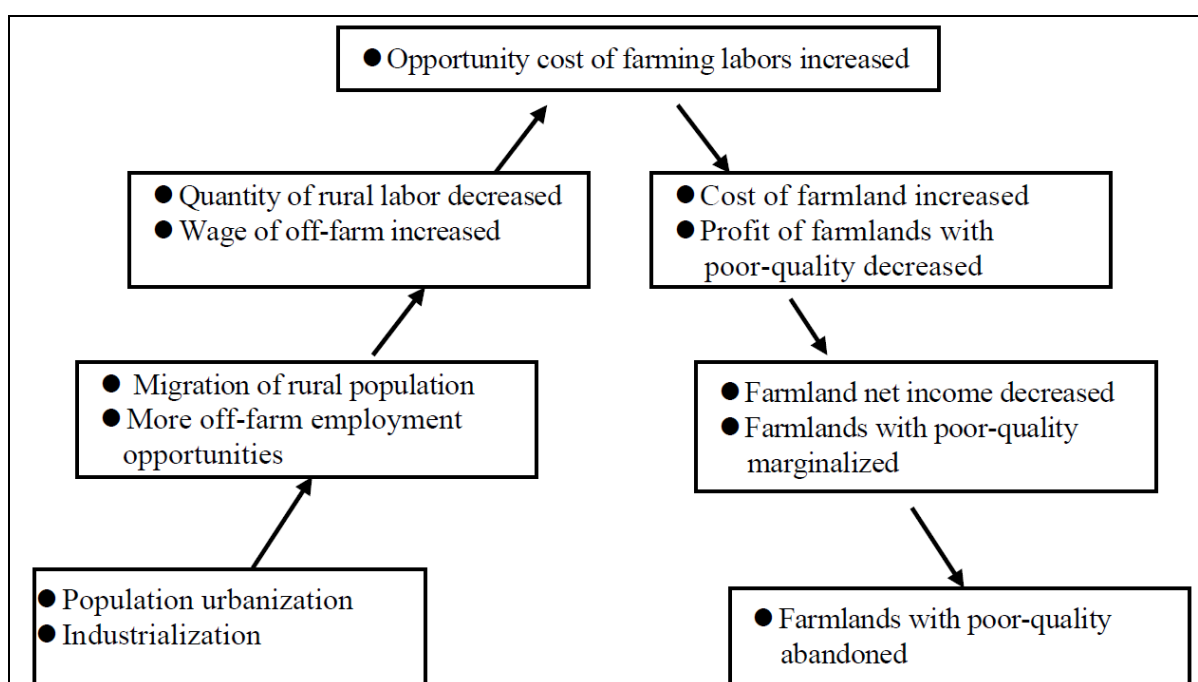 ● Opportunity cost of farming labors increased
● Quantity of rural labor decreased
● Wage of off-farm increased
● Cost of farmland increased
● Profit of farmlands with
poor-quality decreased
● Migration of rural population
● More off-farm employment
opportunities
● Farmland net income decreased
● Farmlands with poor-quality
marginalized
● Population urbanization
● Industrialization
● Farmlands with poor-quality
abandoned